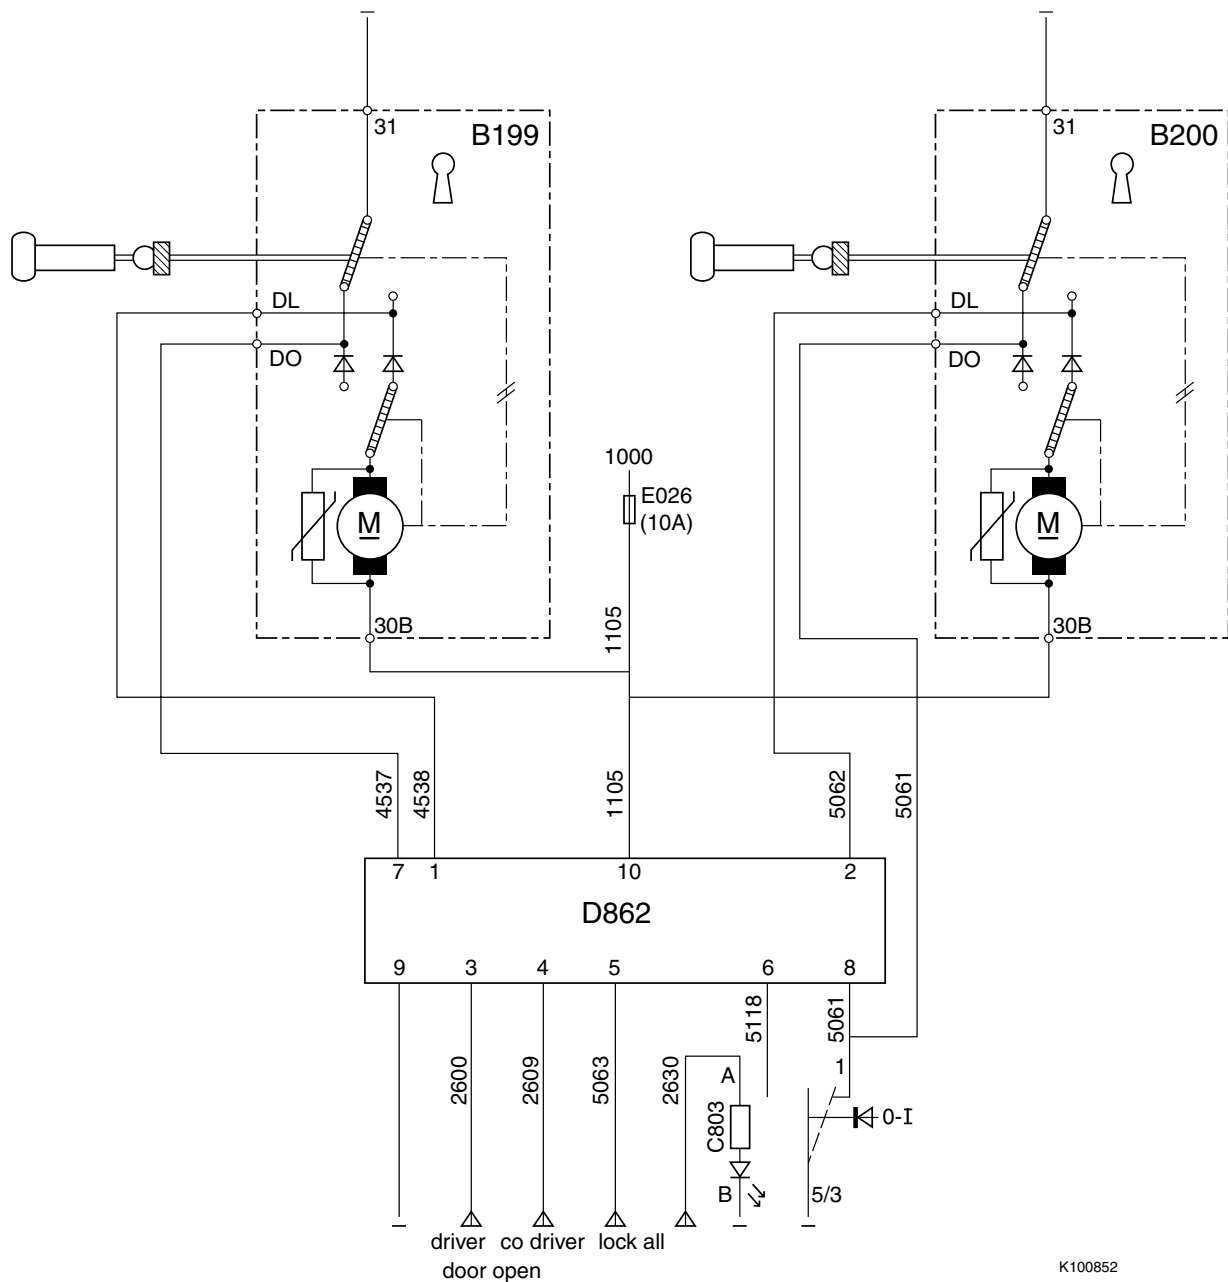 31
B199
31
B200
DL
DO
DL
DO
1000
E026
(10A)
M
M
30B
1105
30B
4537
4538
1105
5062
5061
7
1
10
2
D862
9
3
4
5
6
8
2600
2609
5063
2630
5118
5061
A
C803
B
1
0-I
5/3
driver
co driver
lock all
door open
K100852